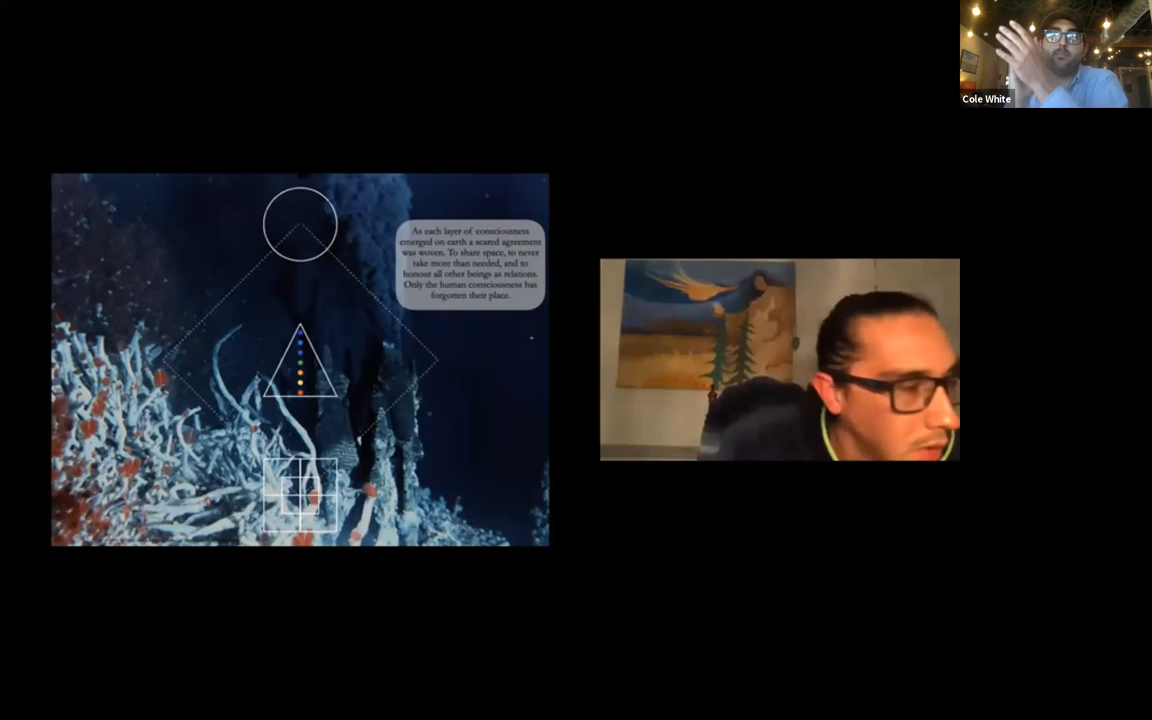 Cole White
As each layer of consciousness
emerged on earth a scared agreement
was woven. To share space, to never
take more than needed, and to
honour all other beings as relations.
Only the human consciousness has
forgotten their place.